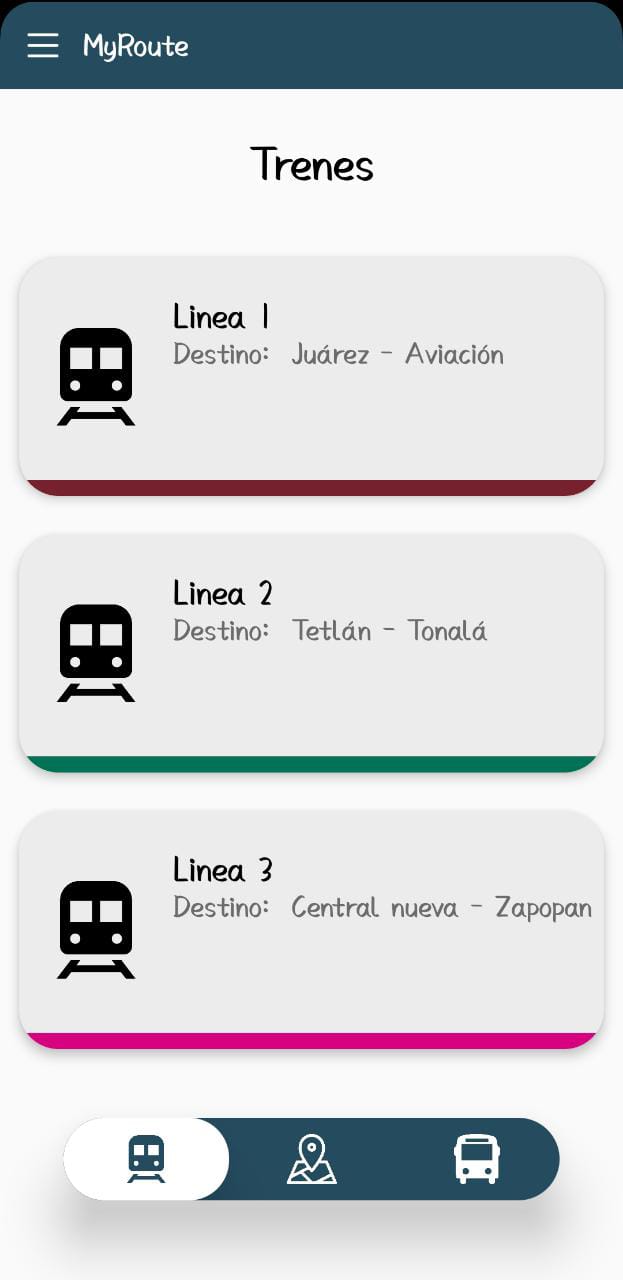 MyRoute
Trenes
Linea 1
Destino: Juárez - Aviación
Linea 2
Destino: Tetlán - Tonalá
Linea 3
Destino: Central nueva - Zapopan